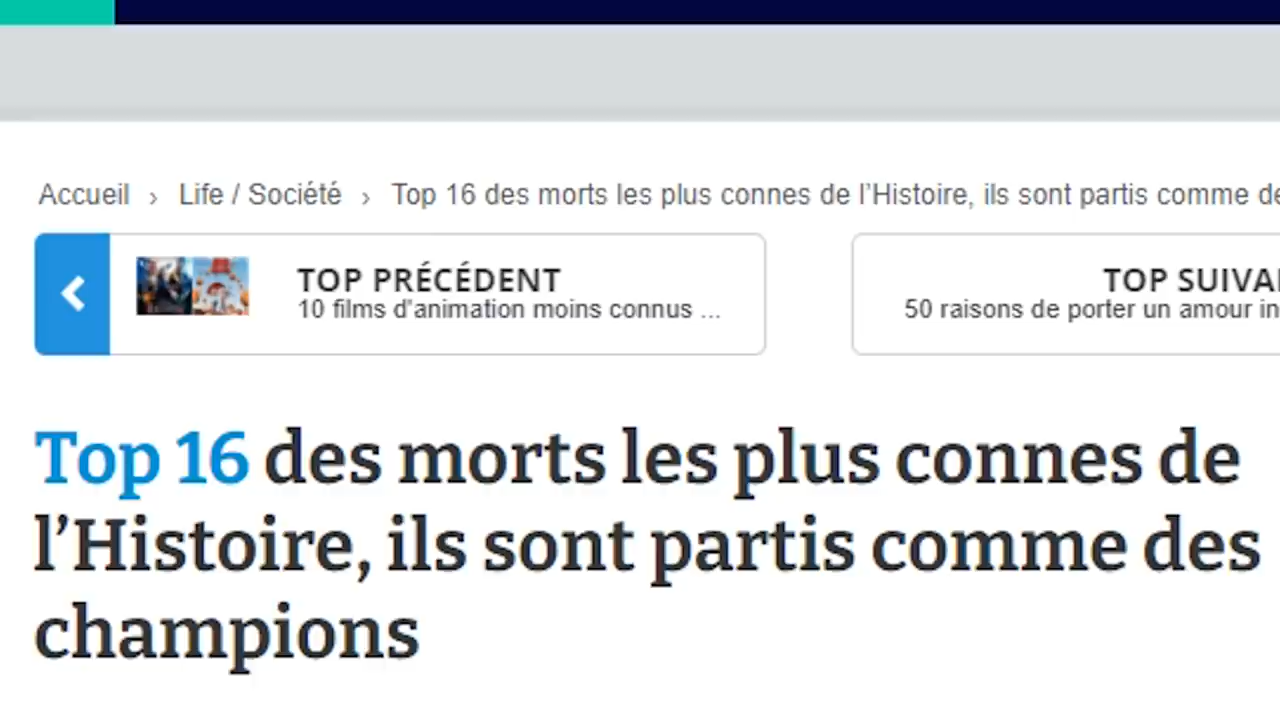 Accueil › Life / Société › Top 16 des morts les plus connes de l'Histoire, ils sont partis comme de
TOP PRÉCÉDENT
10 films d'animation moins connus ...
TOP SUIVA
50 raisons de porter un amour in
Top 16 des morts les plus connes de
l’Histoire, ils sont partis comme des
champions